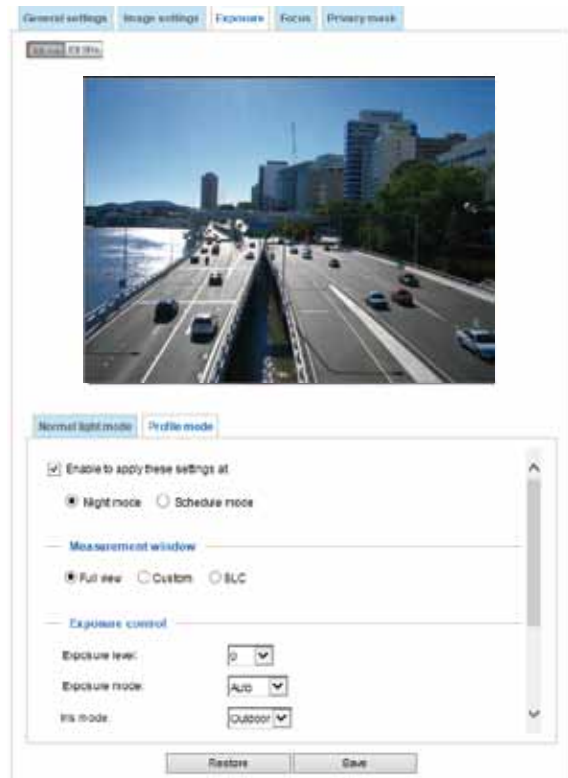 General settings Image settings Exposure Focus Privacy mask
Normal light mode Profile mode
Enable to apply these settings at
Night mode Schedule mode
Measurement window
Full view Custom BLC
Exposure control
Exposure level: 0
Exposure mode: Auto
Iris mode: Outdoor
Restore Save